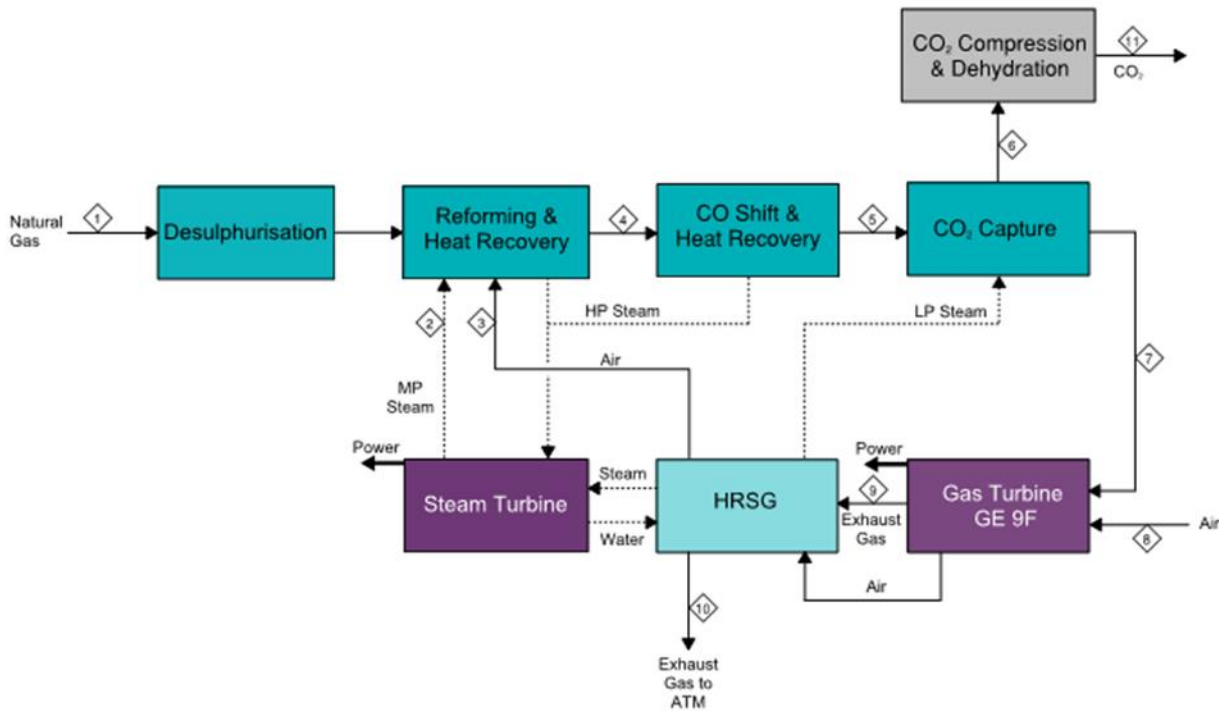 CO₂ Compression
& Dehydration
11
CO₂
6
Natural
Gas
1
Desulphurisation
Reforming &
Heat Recovery
4
CO Shift &
Heat Recovery
5
CO₂ Capture
2
3
HP Steam
LP Steam
Air
7
MP
Steam
Power
Steam Turbine
Steam
Water
HRSG
Power
9
Exhaust
Gas
Gas Turbine
GE 9F
8
Air
Air
10
Exhaust
Gas to
ATM